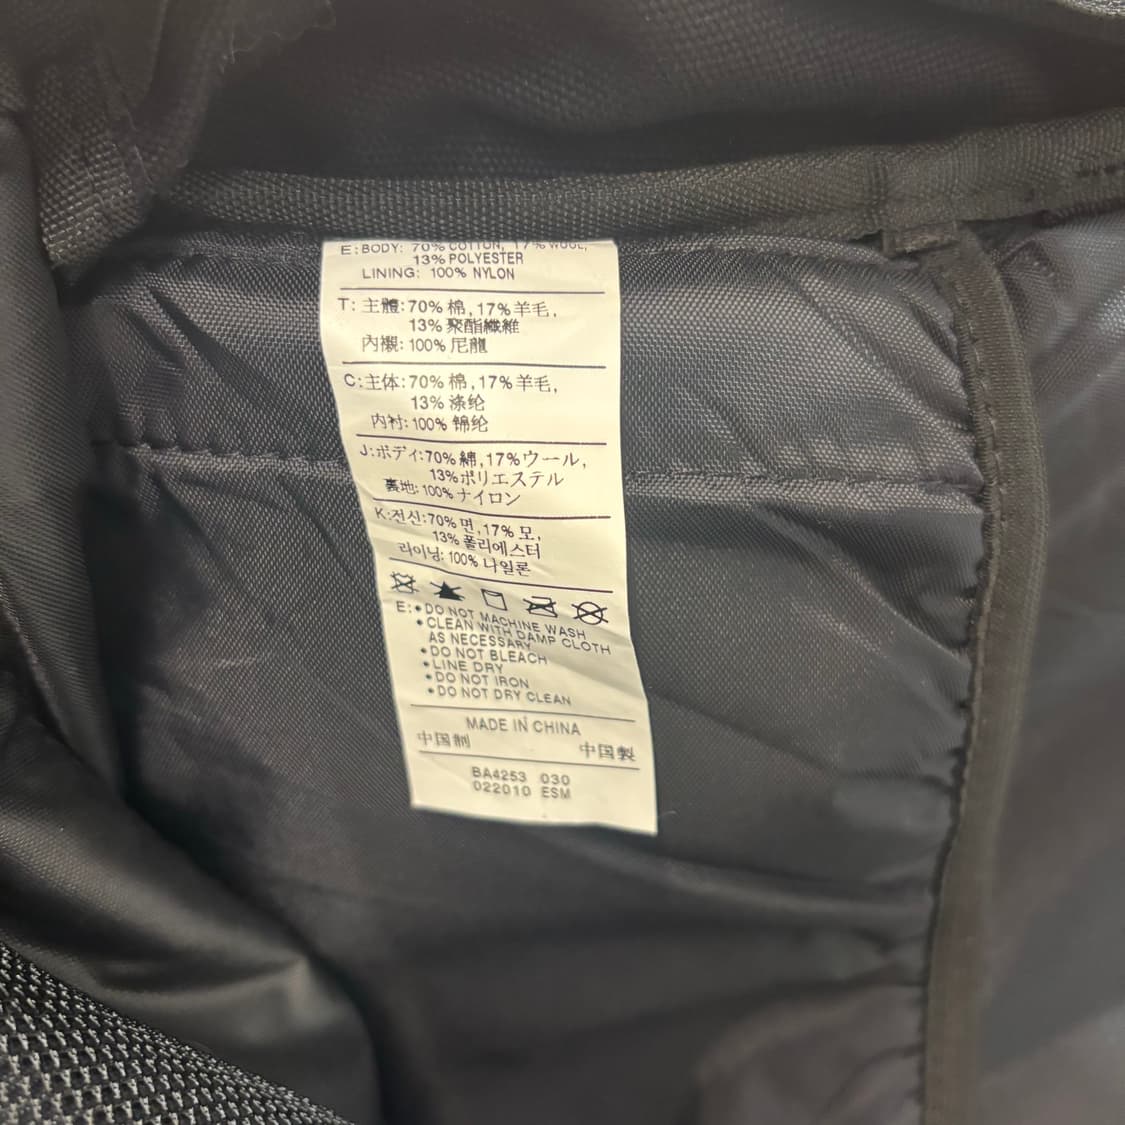 E:BODY: 70% COTTON, 17% WOOL,
13% POLYESTER
LINING: 100% NYLON
T: 主體:70% 棉,17% 羊毛,
13% 聚酯纖維
內襯:100% 尼龍
C:主体:70% 棉,17% 羊毛,
13% 涤纶
内衬:100% 锦纶
J:ボディ:70% 綿,17%ウール,
13%ポリエステル
裏地:100%ナイロン
K:전신:70% 면,17% 모,
13% 폴리에스터
라이닝:100% 나일론
E:•DO NOT MACHINE WASH
•CLEAN WITH DAMP CLOTH
AS NECESSARY
•DO NOT BLEACH
•LINE DRY
•DO NOT IRON
•DO NOT DRY CLEAN
MADE IN CHINA
中国制 中国製
BA4253 030
022010 ESM